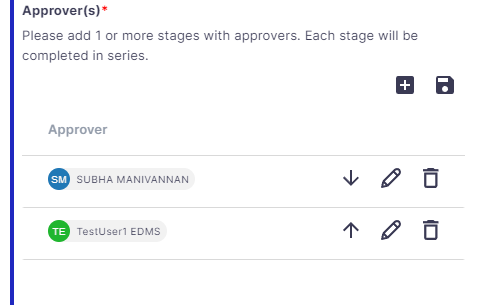 Approver(s)*
Please add 1 or more stages with approvers. Each stage will be
completed in series.
Approver
SM SUBHA MANIVANNAN
TE TestUser1 EDMS